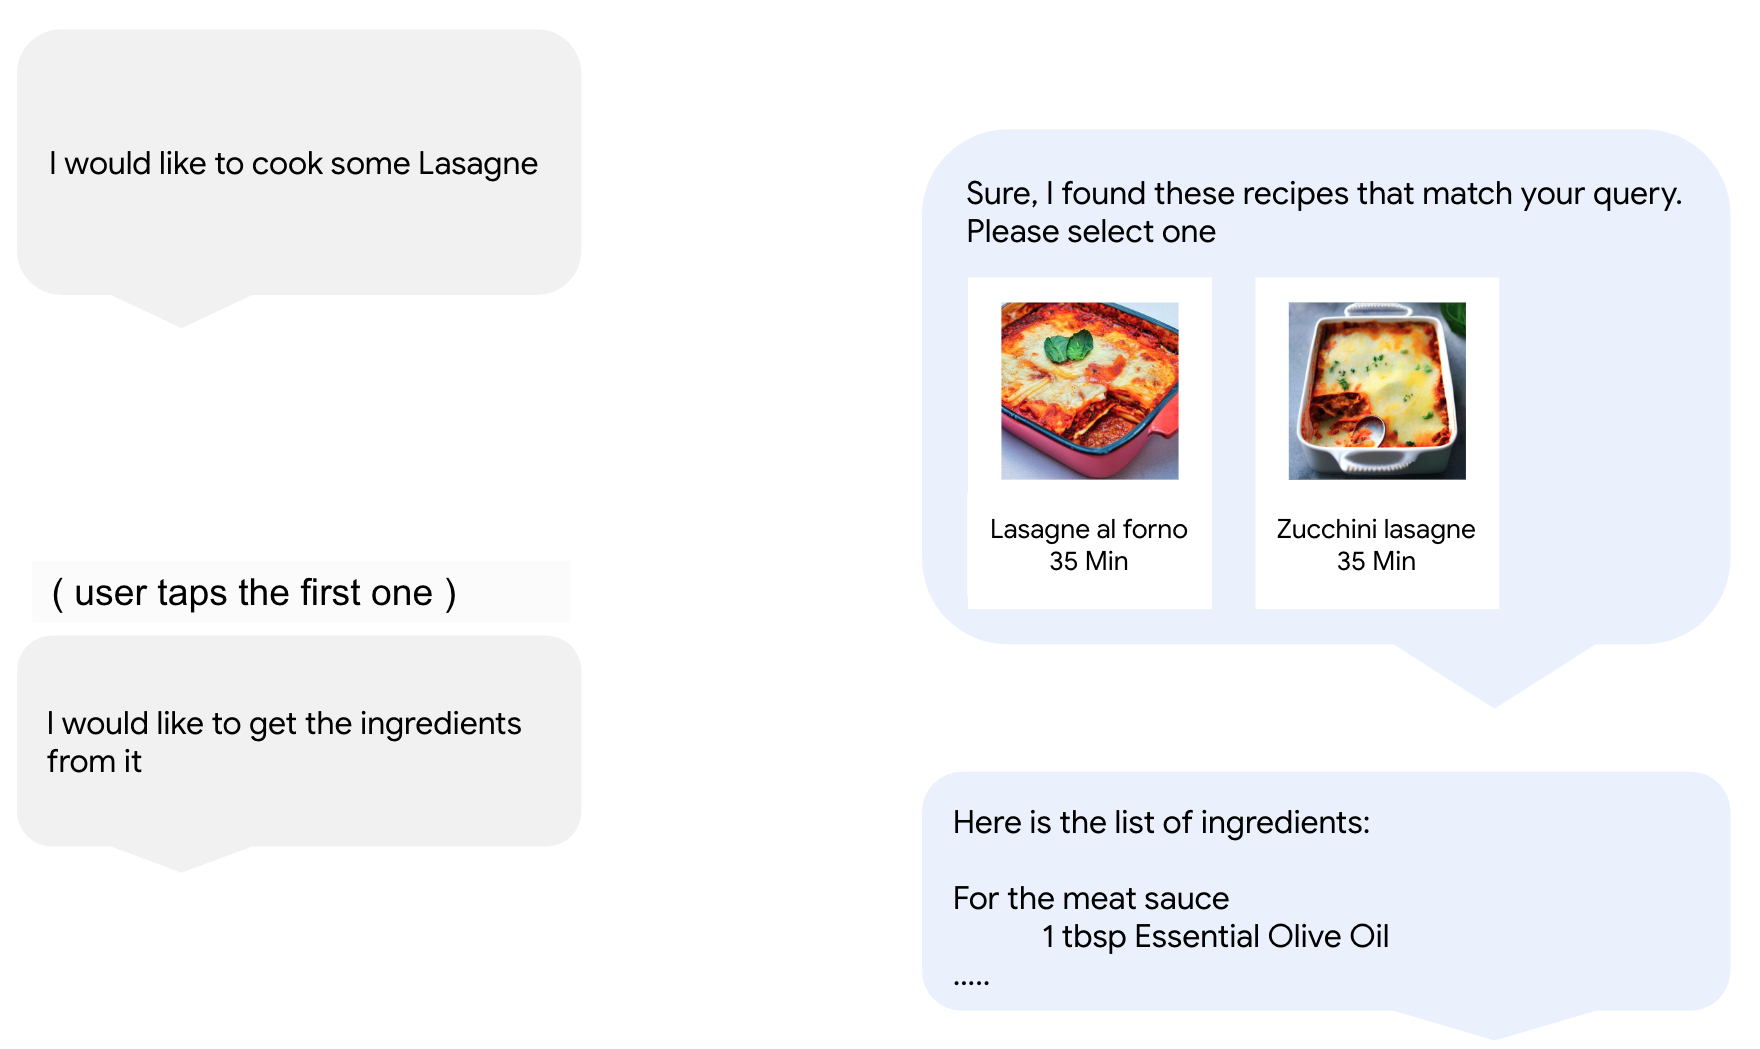 I would like to cook some Lasagne
Sure, I found these recipes that match your query.
Please select one
Lasagne al forno
35 Min
Zucchini lasagne
35 Min
( user taps the first one )
I would like to get the ingredients
from it
Here is the list of ingredients:
For the meat sauce
1 tbsp Essential Olive Oil
.....